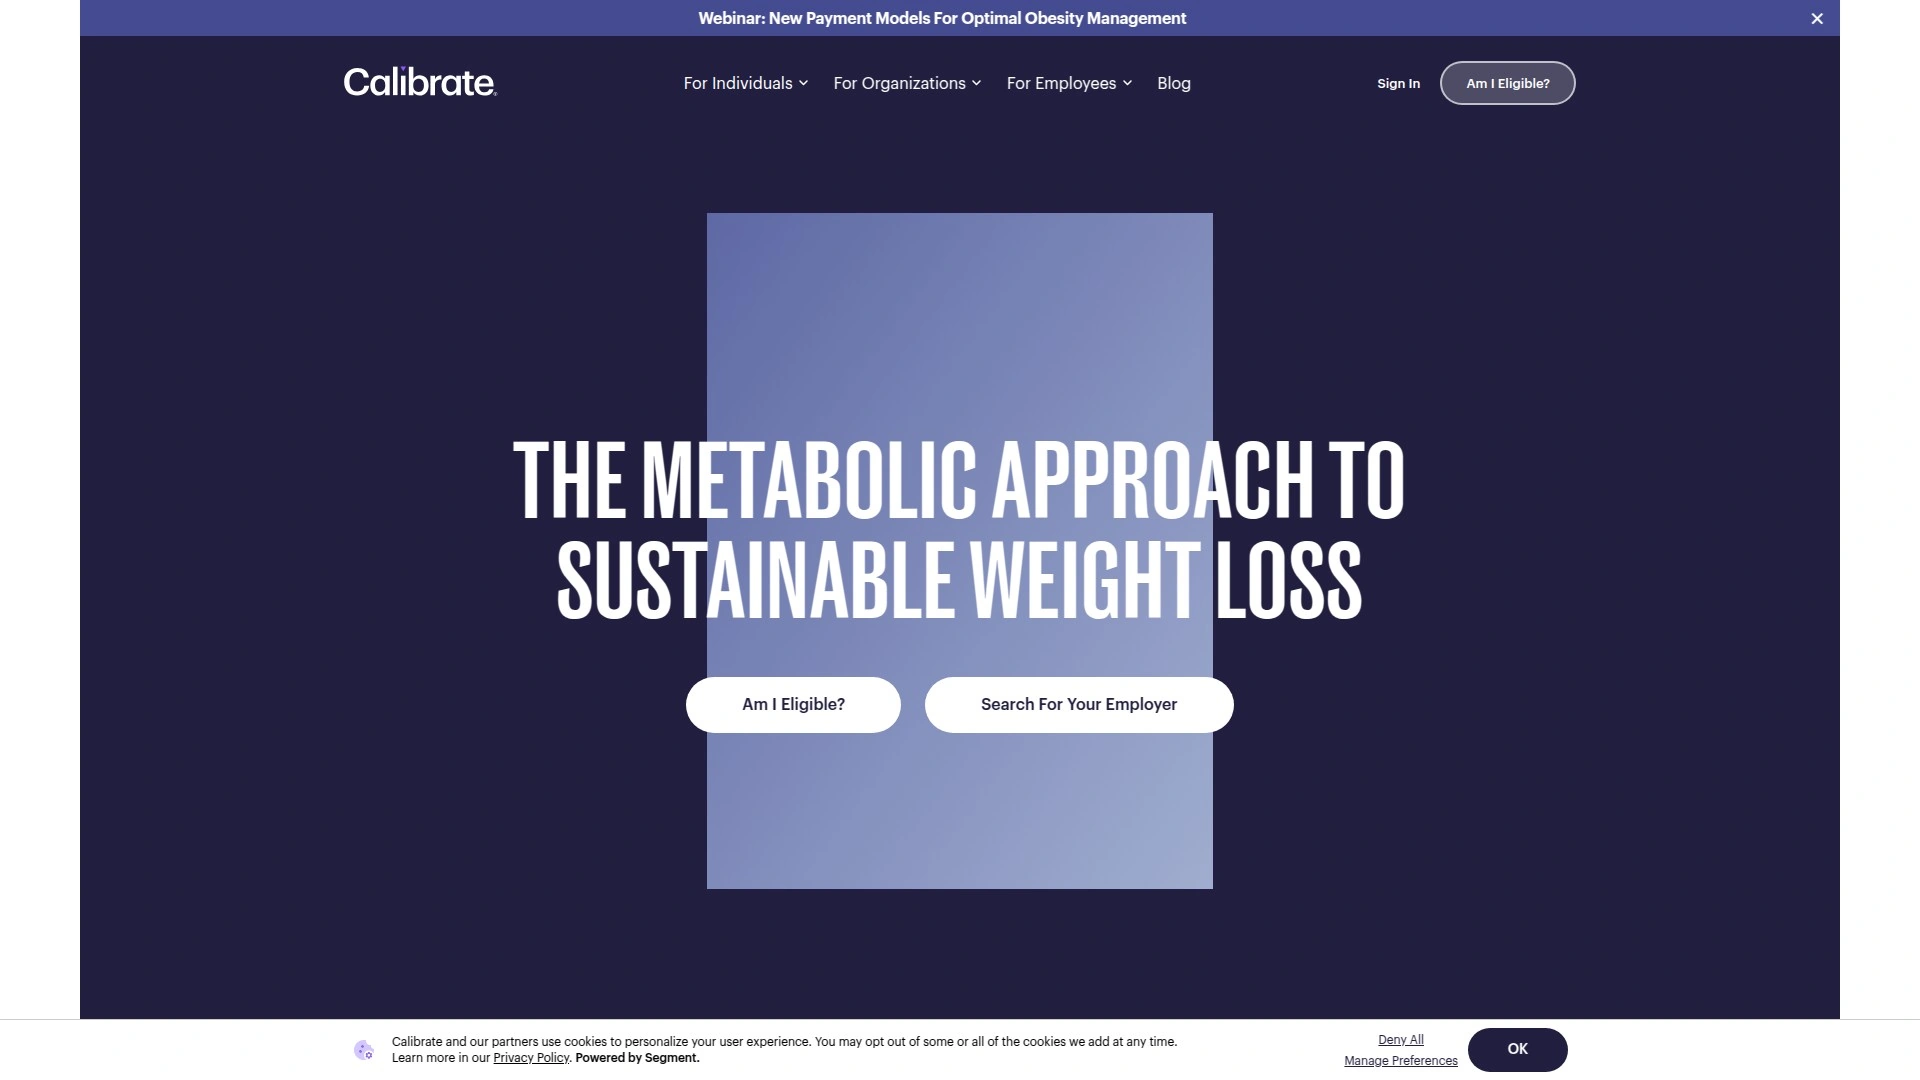 Webinar: New Payment Models For Optimal Obesity Management
Calibrate
For Individuals For Organizations For Employees Blog
Sign In Am I Eligible?
THE METABOLIC APPROACH TO
SUSTAINABLE WEIGHT LOSS
Am I Eligible? Search For Your Employer
Calibrate and our partners use cookies to personalize your user experience. You may opt out of some or all of the cookies we add at any time.
Learn more in our Privacy Policy. Powered by Segment.
Deny All
Manage Preferences
OK